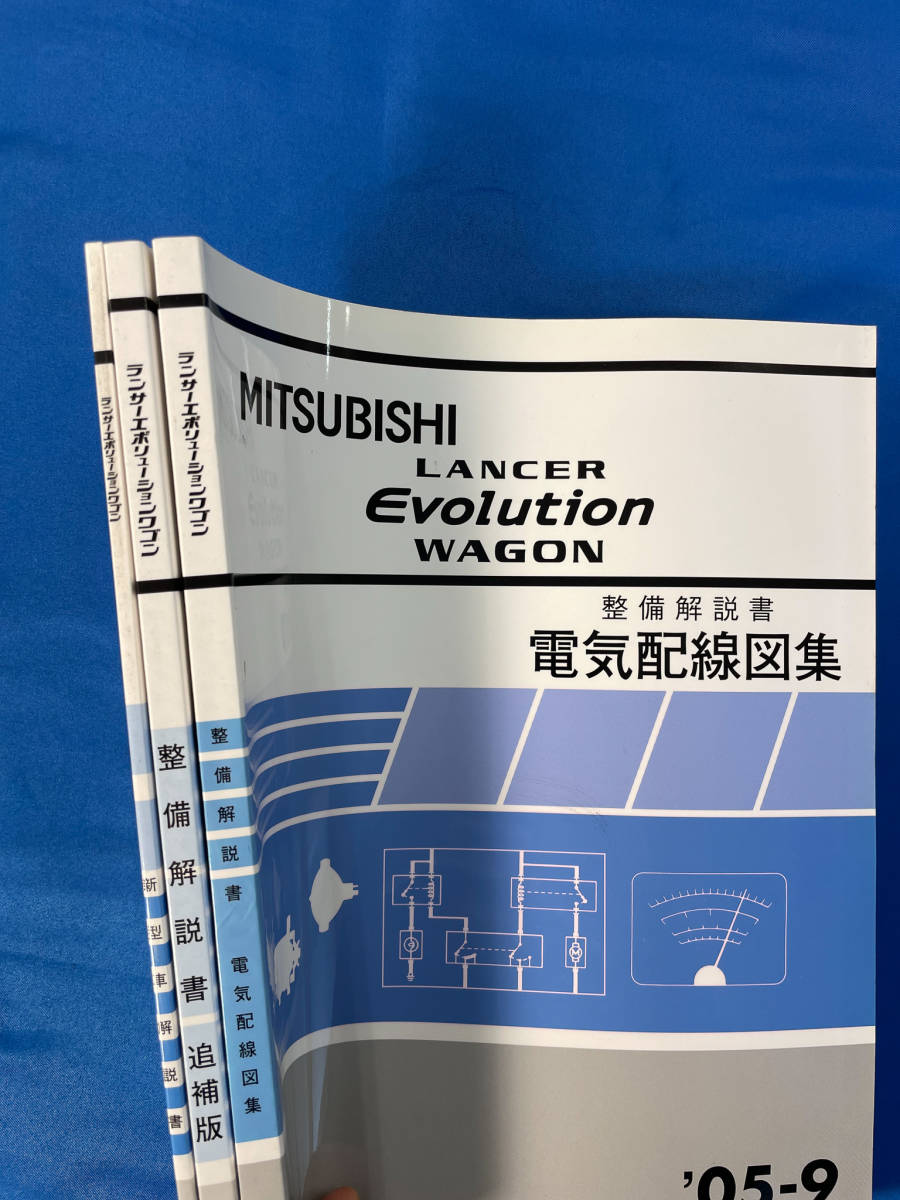 ランサーエボリューションワゴン
新型車解説書
ランサーエボリューションワゴン
整備解説書 追補版
ランサーエボリューションワゴン
整備解説書 電気配線図集
MITSUBISHI
LANCER
Evolution
WAGON
整備解説書
電気配線図集
M
'05-9